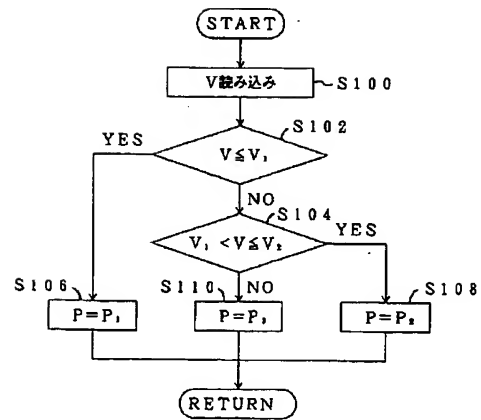 START
V読み込み
S100
S102
YES
V≦V₁
NO
S104
V₁<V≦V₂
YES
S106
P=P₁
S110
NO
P=P₃
S108
P=P₂
RETURN